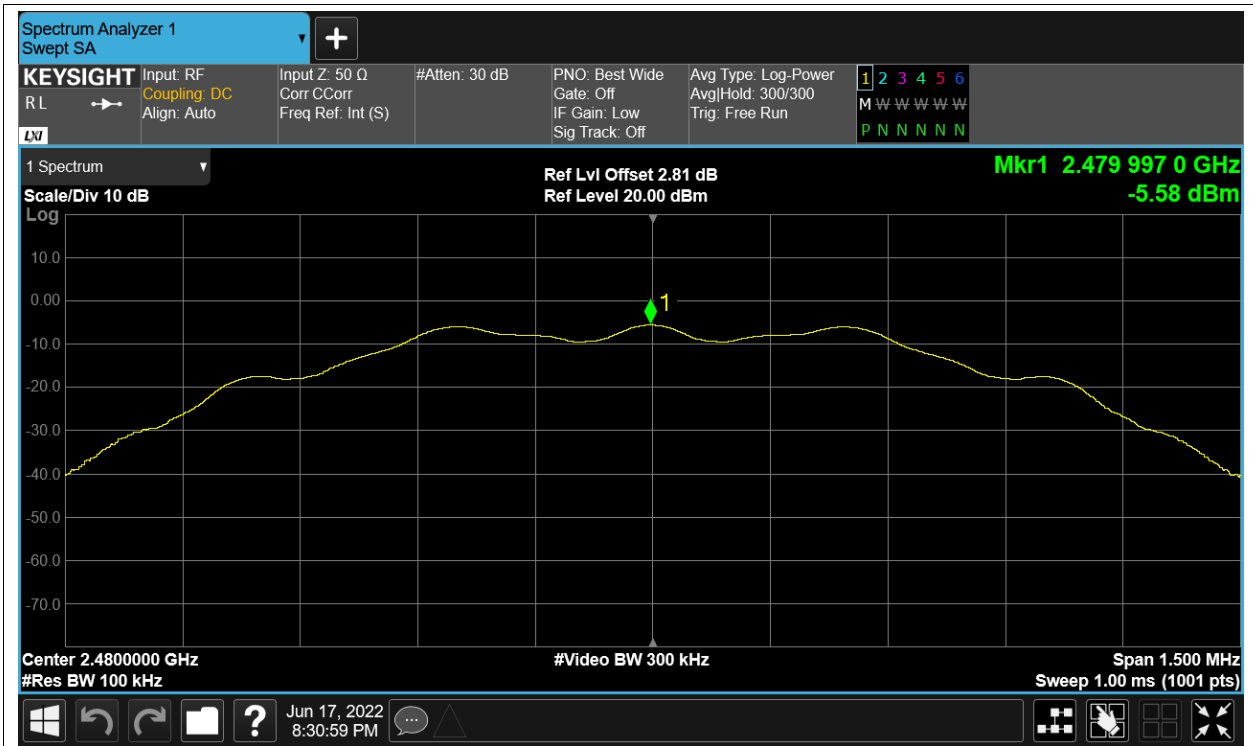 Spectrum Analyzer 1
Swept SA
+
KEYSIGHT
RL
LXI
Input: RF
Coupling: DC
Align: Auto
Input Z: 50 Ω
Corr CCorr
Freq Ref: Int (S)
#Atten: 30 dB
PNO: Best Wide
Gate: Off
IF Gain: Low
Sig Track: Off
Avg Type: Log-Power
Avg|Hold: 300/300
Trig: Free Run
1 2 3 4 5 6
M W W W W W
P N N N N N
1 Spectrum
Scale/Div 10 dB
Log
Ref Lvl Offset 2.81 dB
Ref Level 20.00 dBm
Mkr1 2.479 997 0 GHz
-5.58 dBm
10.0
0.00
1
-10.0
-20.0
-30.0
-40.0
-50.0
-60.0
-70.0
Center 2.4800000 GHz
#Video BW 300 kHz
Span 1.500 MHz
#Res BW 100 kHz
Sweep 1.00 ms (1001 pts)
?
Jun 17, 2022
8:30:59 PM